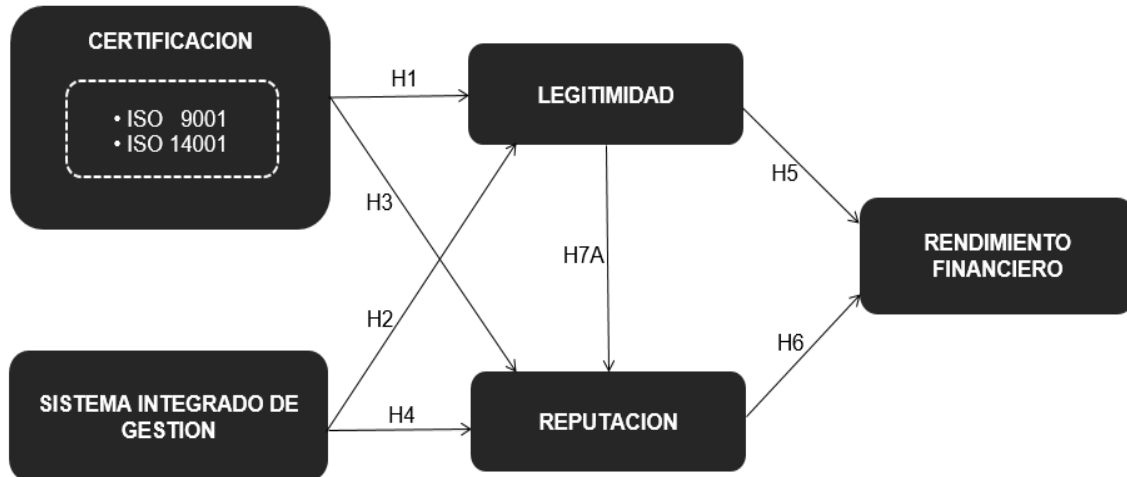 CERTIFICACION
• ISO 9001
• ISO 14001
H1
LEGITIMIDAD
H3
H5
H7A
RENDIMIENTO
FINANCIERO
H2
H6
SISTEMA INTEGRADO DE
GESTION
H4
REPUTACION